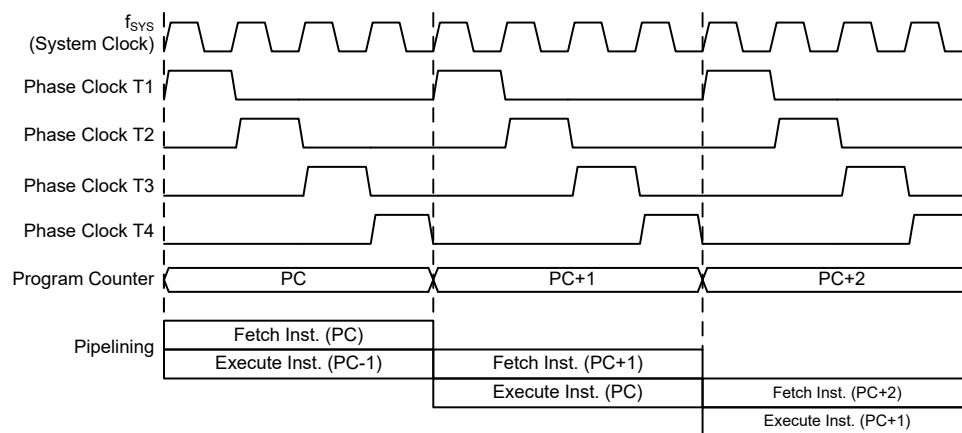 fSYS
(System Clock)
Phase Clock T1
Phase Clock T2
Phase Clock T3
Phase Clock T4
Program Counter PC PC+1 PC+2
Pipelining
Fetch Inst. (PC)
Execute Inst. (PC-1) Fetch Inst. (PC+1)
Execute Inst. (PC) Fetch Inst. (PC+2)
Execute Inst. (PC+1)